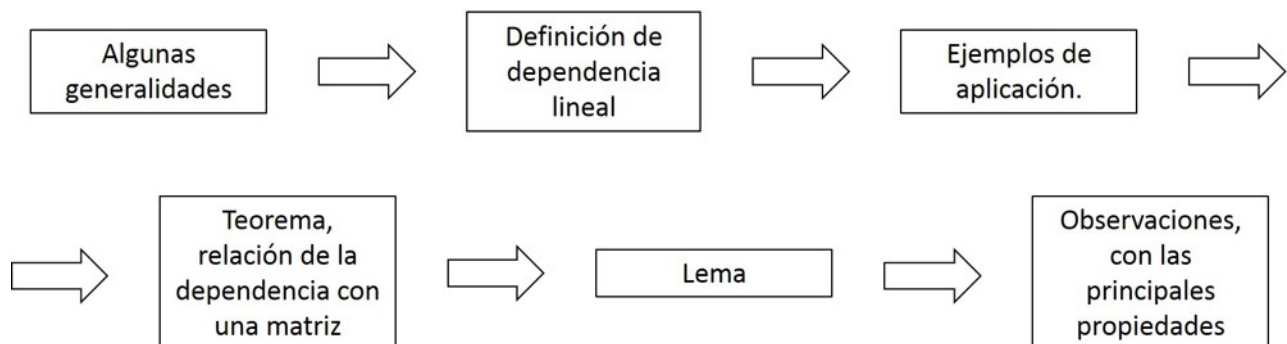 Algunas
generalidades
Definición de
dependencia
lineal
Ejemplos de
aplicación.
Teorema,
relación de la
dependencia con
una matriz
Lema
Observaciones,
con las
principales
propiedades